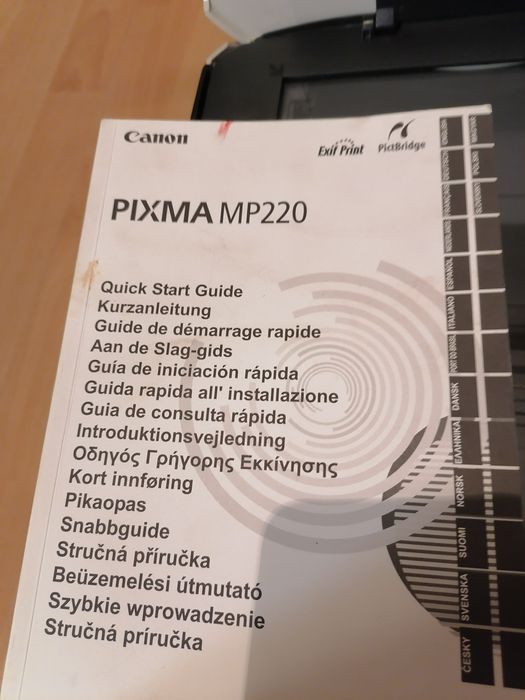 Canon
Exif Print
PictBridge
PIXMA MP220
Quick Start Guide
Kurzanleitung
Guide de démarrage rapide
Aan de Slag-gids
Guía de iniciación rápida
Guida rapida all' installazione
Guia de consulta rápida
Introduktionsvejledning
Οδηγός Γρήγορης Εκκίνησης
Kort innføring
Pikaopas
Snabbguide
Stručná příručka
Beüzemelési útmutató
Szybkie wprowadzenie
Stručná príručka
ENGLISH
DEUTSCH
FRANÇAIS
NEDERLANDS
ESPAÑOL
ITALIANO
PORT DO BRASIL
DANSK
ΕΛΛΗΝΙΚΑ
NORSK
SUOMI
SVENSKA
ČESKY
MAGYAR
POLSKI
SLOVENSKY